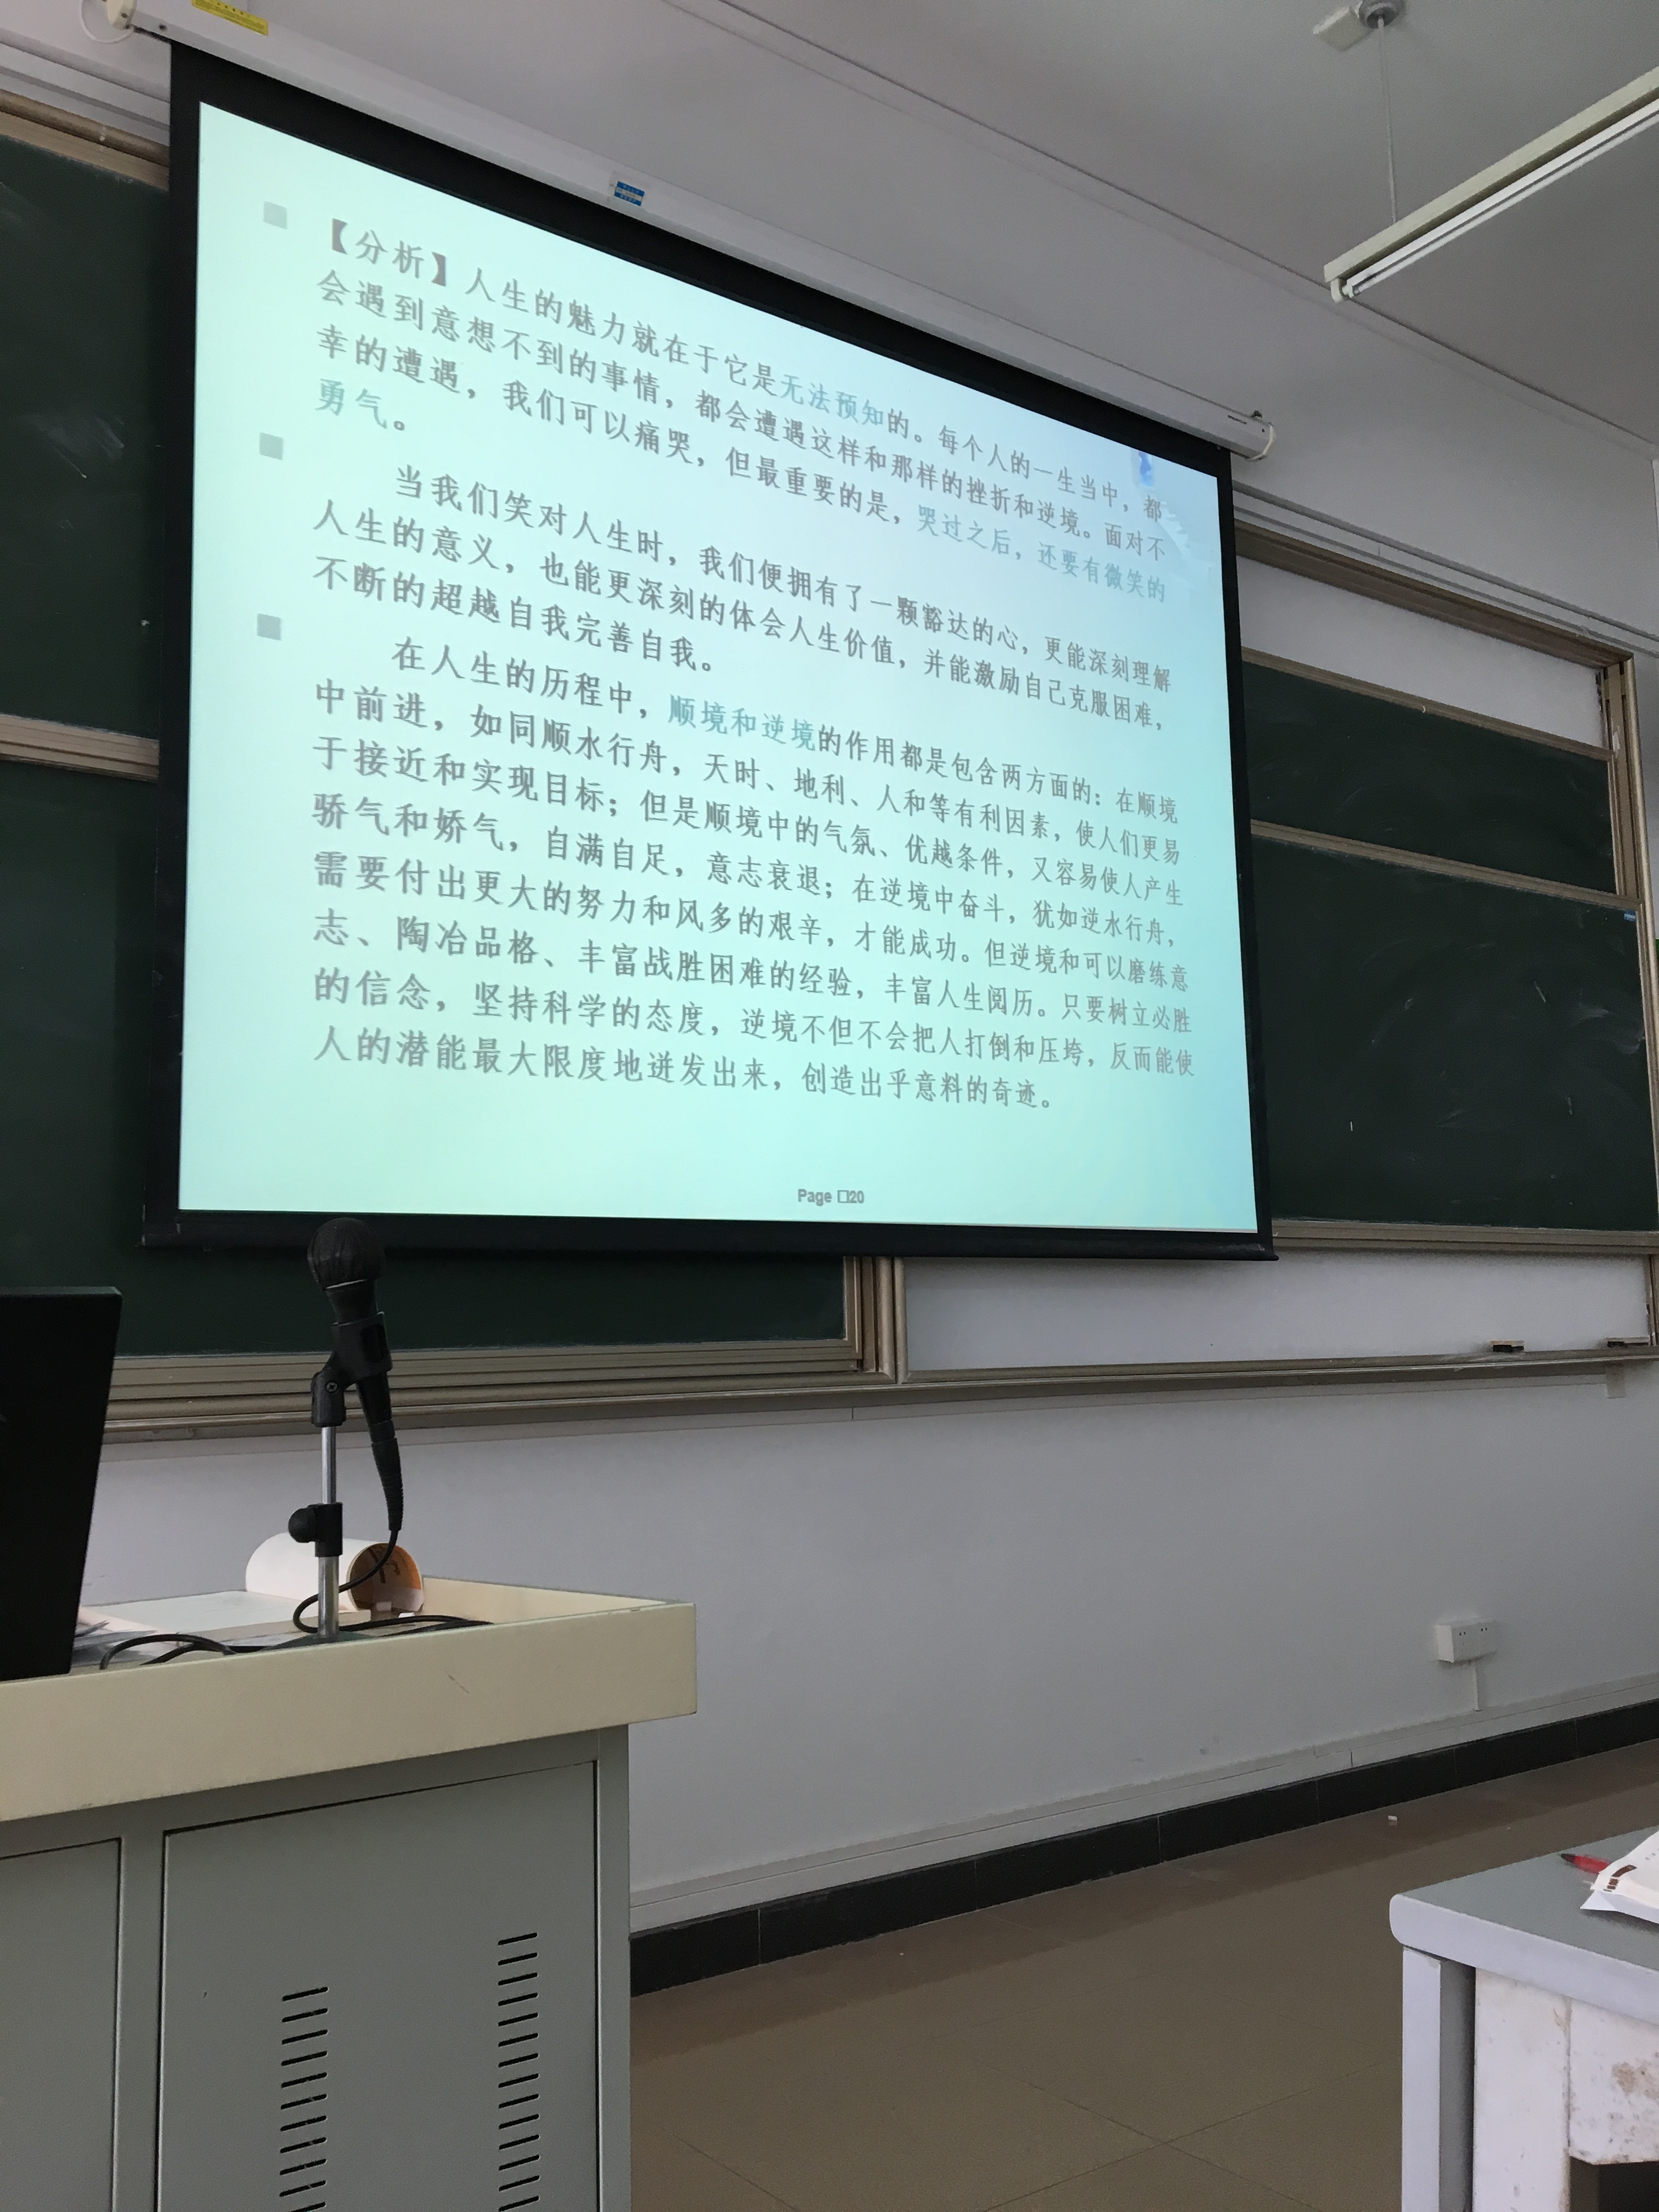 【分析】人生的魅力就在于它是无法预知的。每个人的一生当中，都
会遇到意想不到的事情，都会遭遇这样和那样的挫折和逆境。面对不
幸的遭遇，我们可以痛哭，但最重要的是，哭过之后，还要有微笑的
勇气。
当我们笑对人生时，我们便拥有了一颗豁达的心，更能深刻理解
人生的意义，也能更深刻的体会人生价值，并能激励自己克服困难，
不断的超越自我完善自我。
在人生的历程中，顺境和逆境的作用都是包含两方面的：在顺境
中前进，如同顺水行舟，天时、地利、人和等有利因素，使人们更易
于接近和实现目标；但是顺境中的气氛、优越条件，又容易使人产生
骄气和娇气，自满自足，意志衰退；在逆境中奋斗，犹如逆水行舟，
需要付出更大的努力和风多的艰辛，才能成功。但逆境和可以磨练意
志、陶冶品格、丰富战胜困难的经验，丰富人生阅历。只要树立必胜
的信念，坚持科学的态度，逆境不但不会把人打倒和压垮，反而能使
人的潜能最大限度地迸发出来，创造出乎意料的奇迹。
Page □20